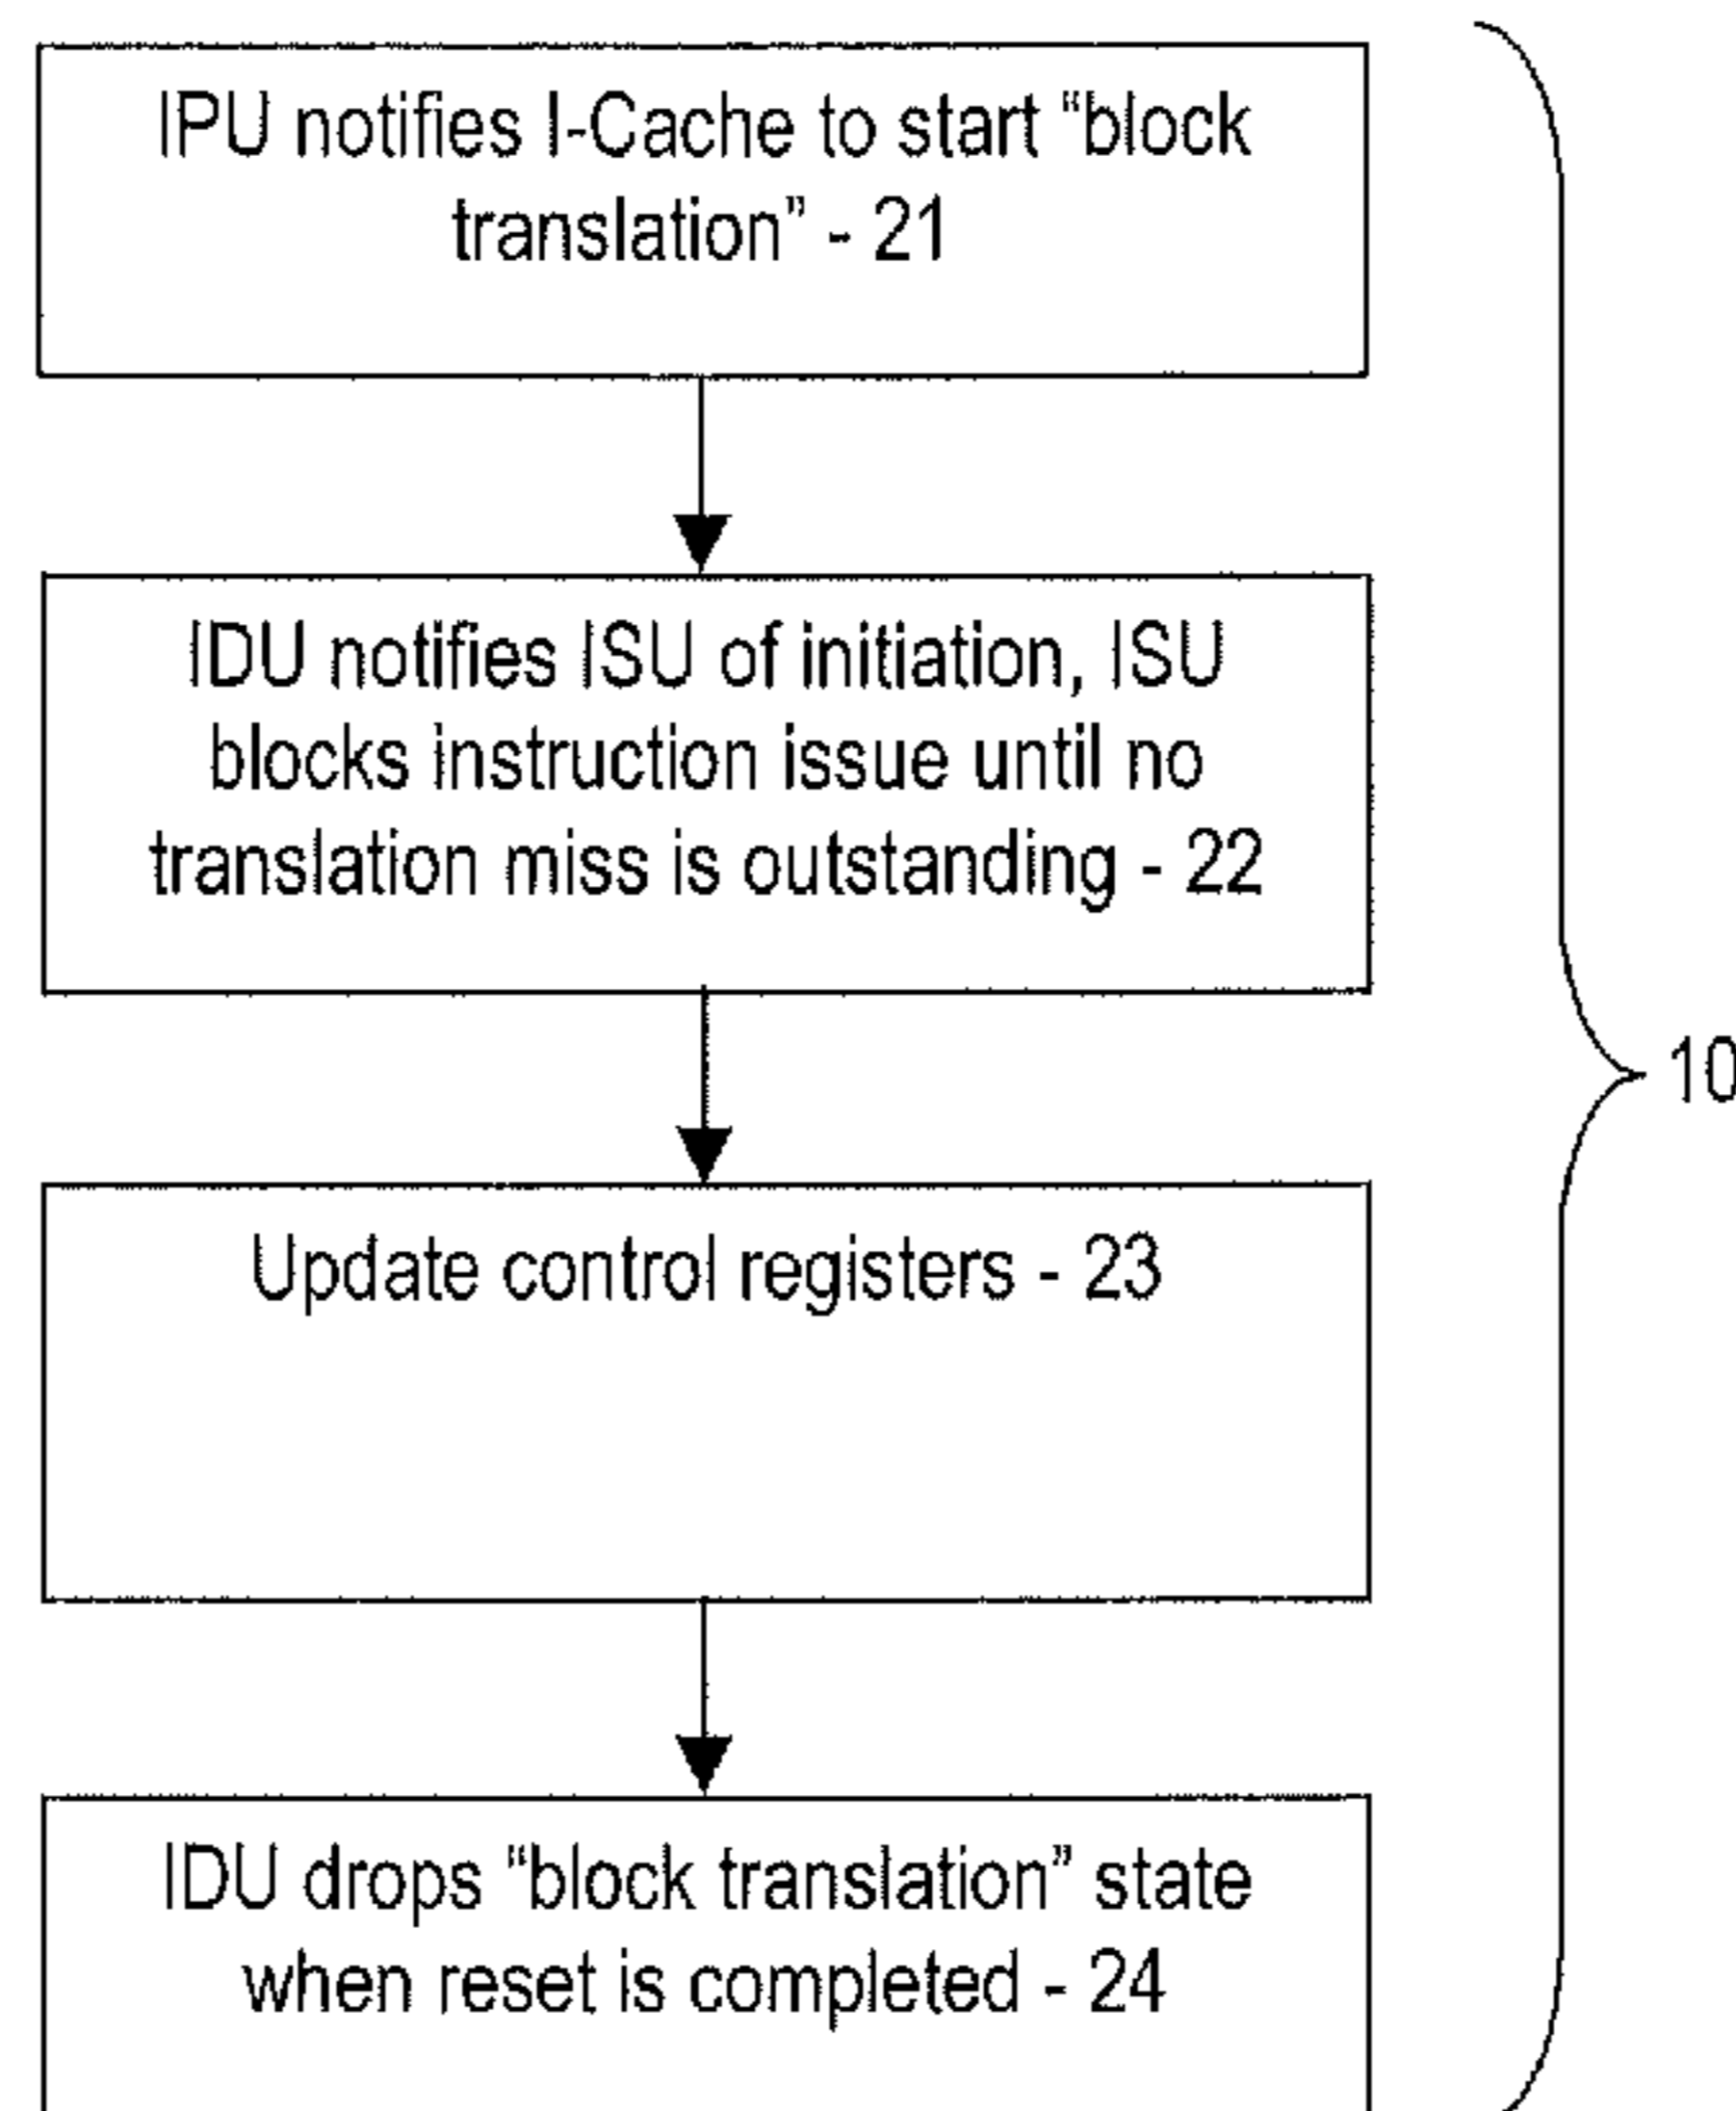 IPU notifies I-Cache to start “block
translation” - 21
IDU notifies ISU of initiation, ISU
blocks instruction issue until no
translation miss is outstanding - 22
10
Update control registers - 23
IDU drops “block translation” state
when reset is completed - 24